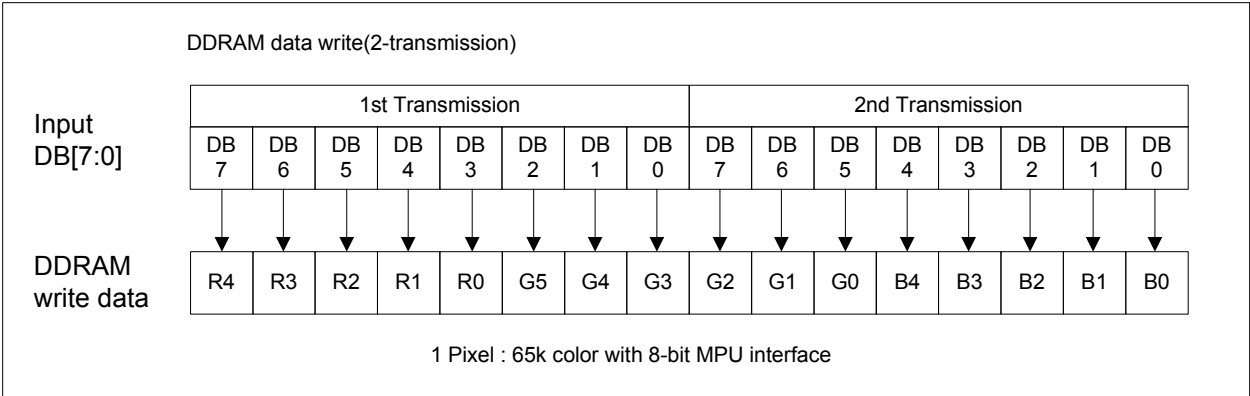 DDRAM data write(2-transmission)
1st Transmission 2nd Transmission
Input
DB[7:0]
DB DB DB DB DB DB DB DB DB DB DB DB DB DB DB DB
7 6 5 4 3 2 1 0 7 6 5 4 3 2 1 0
DDRAM
write data
R4 R3 R2 R1 R0 G5 G4 G3 G2 G1 G0 B4 B3 B2 B1 B0
1 Pixel : 65k color with 8-bit MPU interface